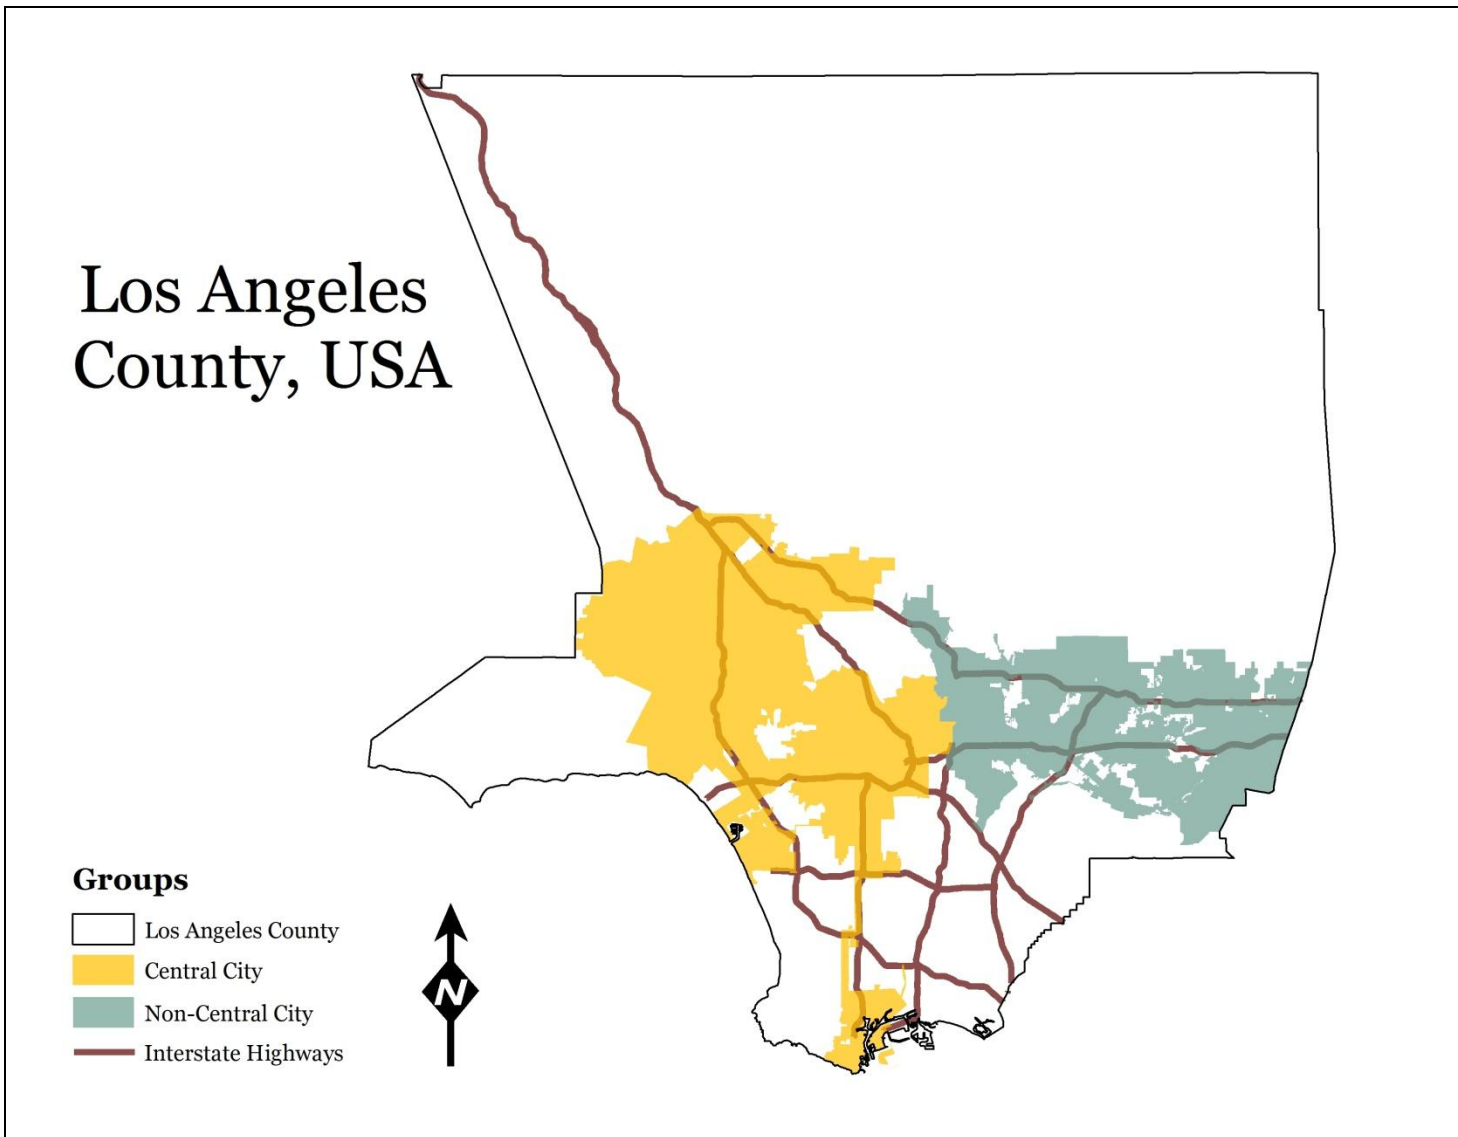 Los Angeles
County, USA
Groups
Los Angeles County
Central City
Non-Central City
Interstate Highways
N